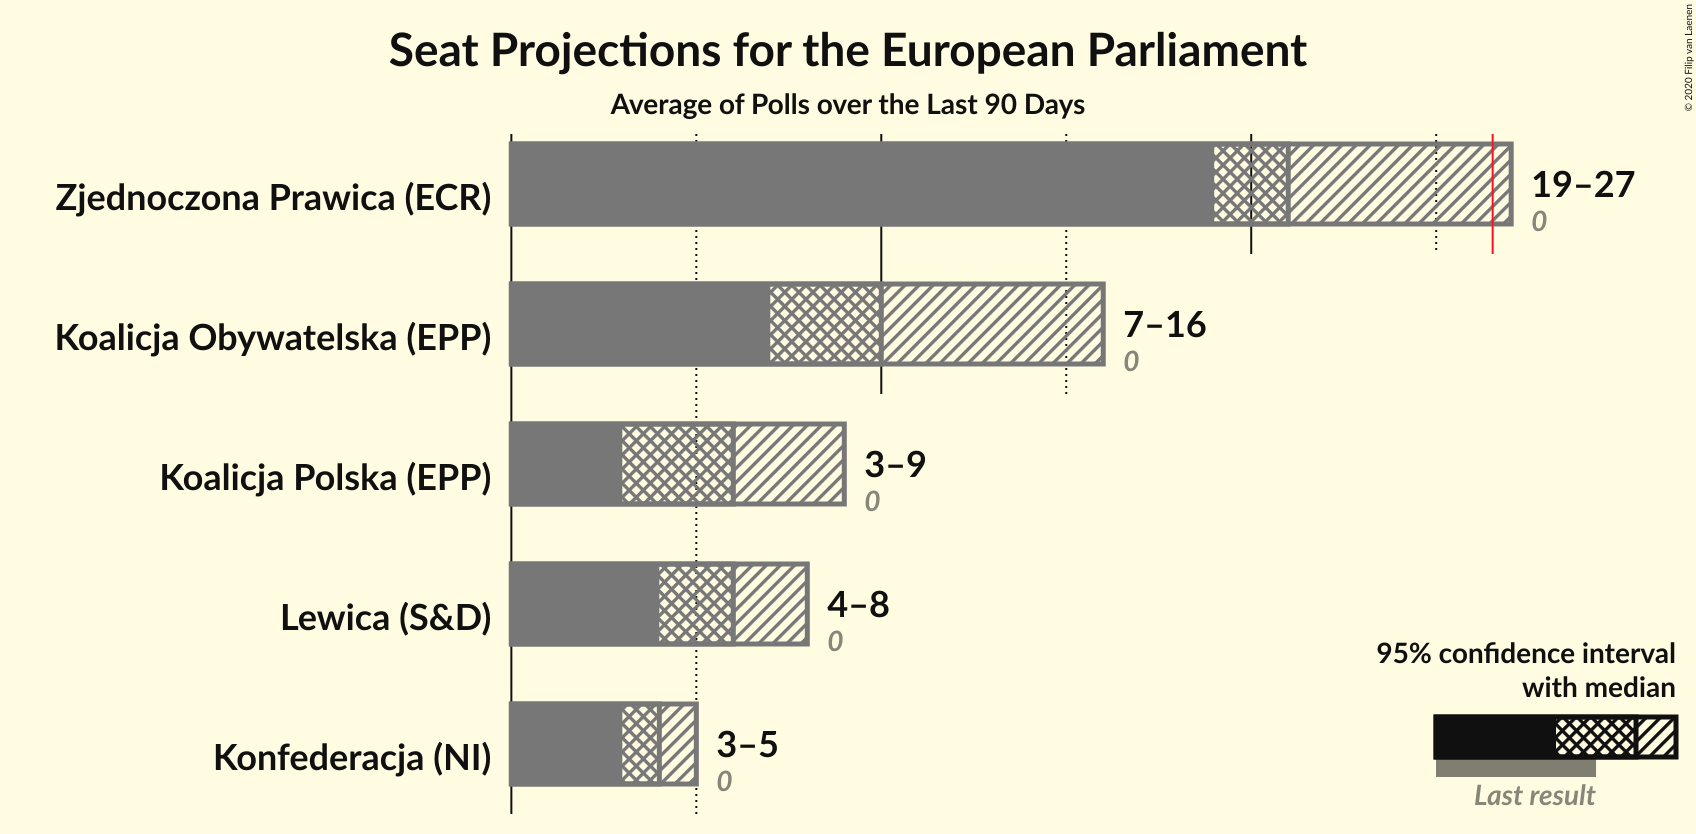 Seat Projections for the European Parliament
Average of Polls over the Last 90 Days
© 2020 Filip van Laenen
Zjednoczona Prawica (ECR)
19–27
0
Koalicja Obywatelska (EPP)
7–16
0
Koalicja Polska (EPP)
3–9
0
Lewica (S&D)
4–8
0
Konfederacja (NI)
3–5
0
95% confidence interval
with median
Last result